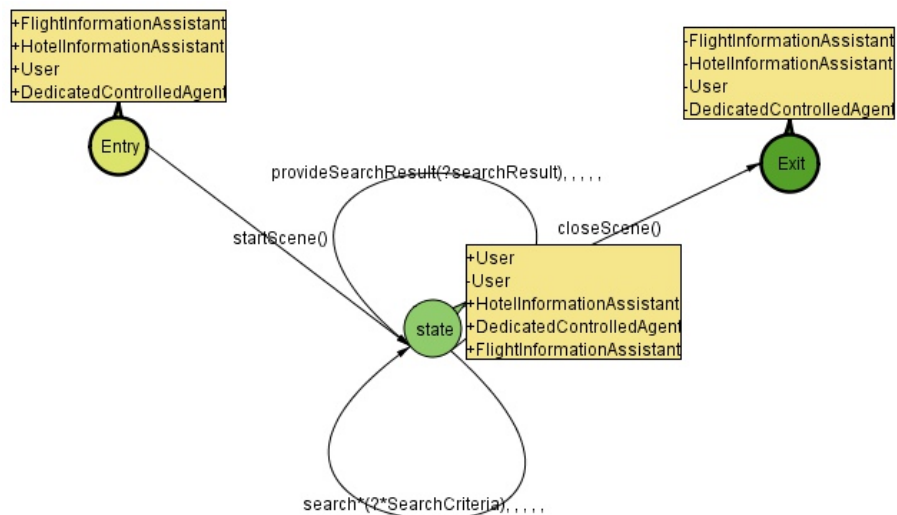 +FlightInformationAssistant
+HotelInformationAssistant
+User
+DedicatedControlledAgent
Entry
-FlightInformationAssistant
-HotelInformationAssistant
-User
-DedicatedControlledAgent
Exit
provideSearchResult(?searchResult), , , , ,
startScene()
closeScene()
+User
-User
+HotelInformationAssistant
+DedicatedControlledAgent
+FlightInformationAssistant
state
search*(?*SearchCriteria), , , , ,